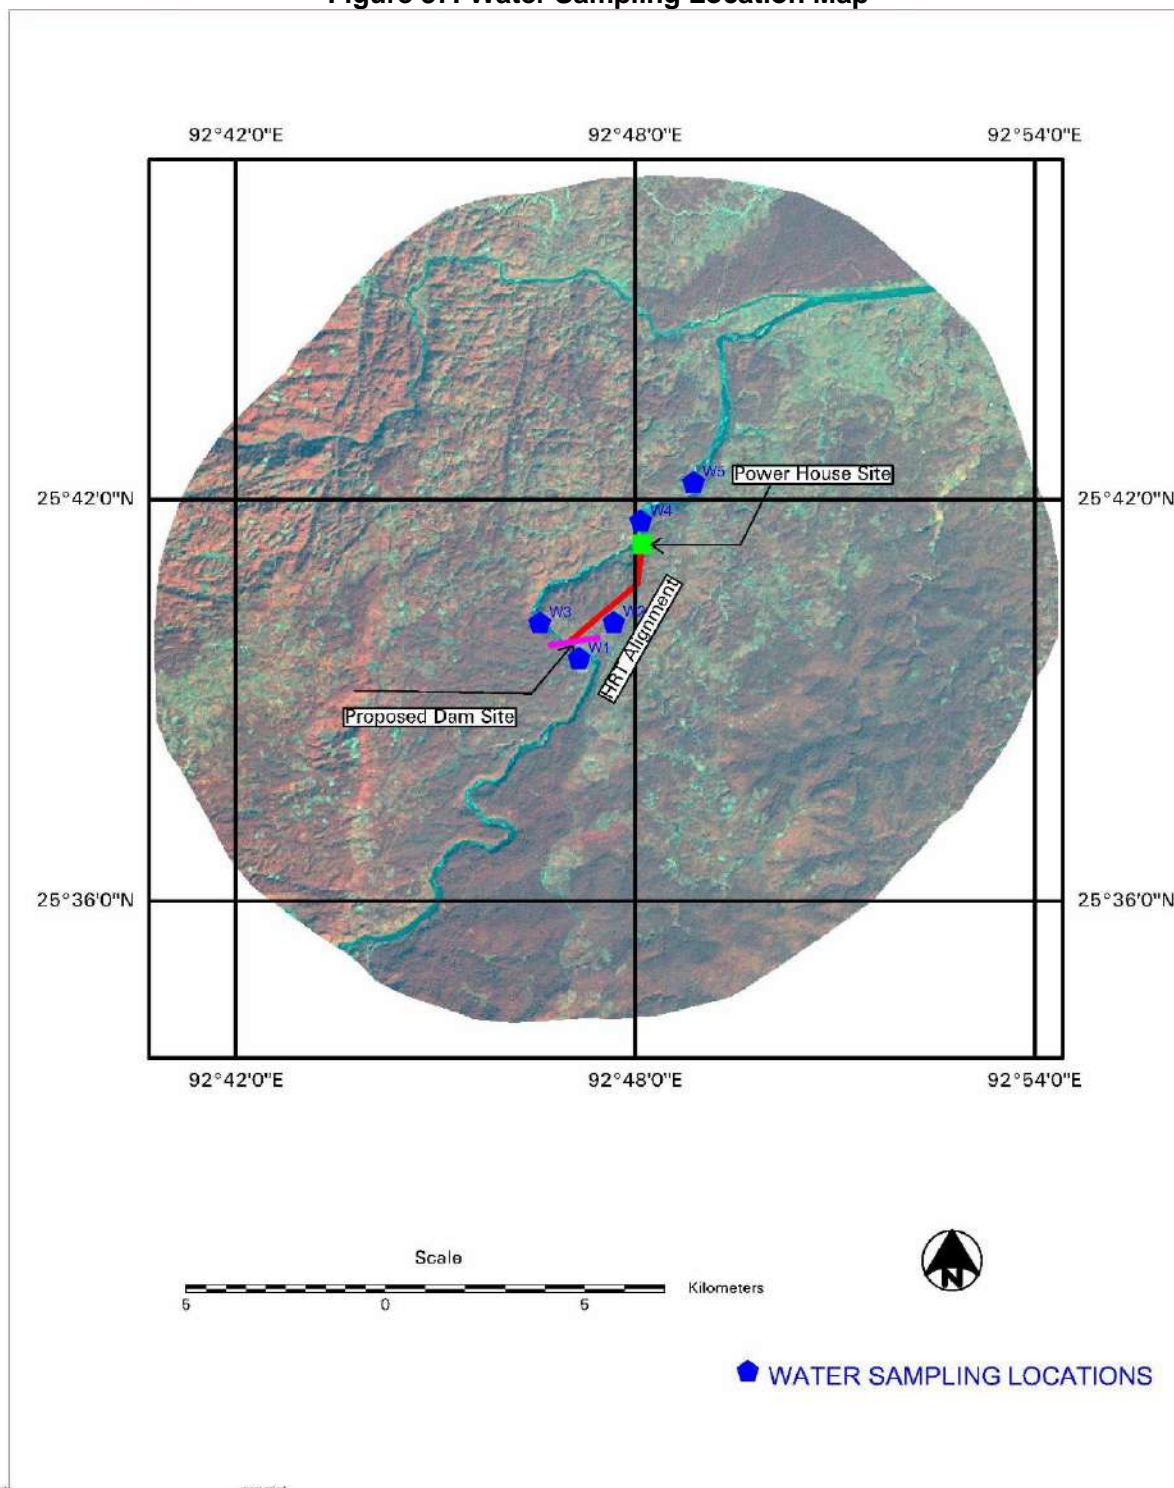 92°42'0"E 92°48'0"E 92°54'0"E
W5
Power House Site
25°42'0"N 25°42'0"N
W4
HRT Alignment
W3
W1
Proposed Dam Site
25°36'0"N 25°36'0"N
92°42'0"E 92°48'0"E 92°54'0"E
Scale
Kilometers
5 0 5
N
WATER SAMPLING LOCATIONS